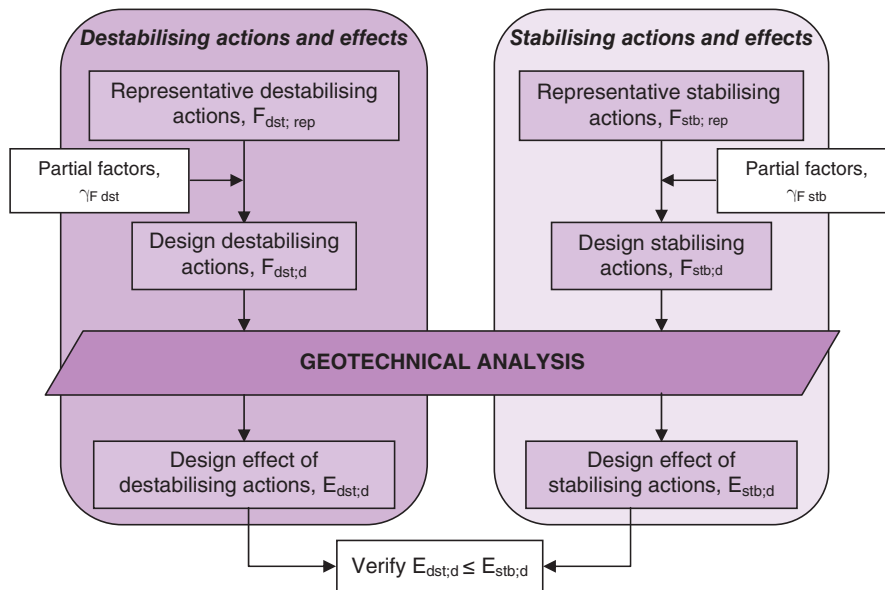 Destabilising actions and effects
Representative destabilising
actions, Fdst; rep
Partial factors,
γF dst
Design destabilising
actions, Fdst;d
Stabilising actions and effects
Representative stabilising
actions, Fstb; rep
Partial factors,
γF stb
Design stabilising
actions, Fstb;d
GEOTECHNICAL ANALYSIS
Design effect of
destabilising actions, Edst;d
Design effect of
stabilising actions, Estb;d
Verify Edst;d ≤ Estb;d